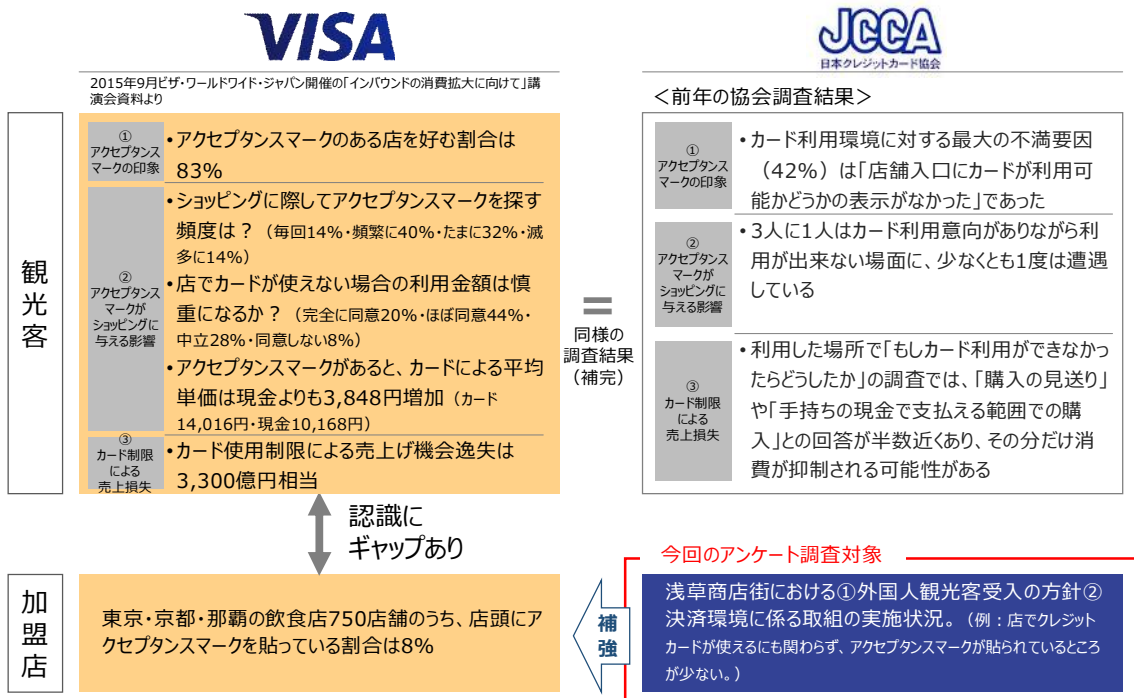 VISA
2015年9月ビザ・ワールドワイド・ジャパン開催の「インバウンドの消費拡大に向けて」講
演会資料より
JCCA
日本クレジットカード協会
＜前年の協会調査結果＞
観光客
①
アクセプタンス
マークの印象
•アクセプタンスマークのある店を好む割合は
83%
②
アクセプタンス
マークが
ショッピングに
与える影響
•ショッピングに際してアクセプタンスマークを探す
頻度は？（毎回14%・頻繁に40%・たまに32%・滅
多に14%）
•店でカードが使えない場合の利用金額は慎
重になるか？（完全に同意20%・ほぼ同意44%・
中立28%・同意しない8%）
•アクセプタンスマークがあると、カードによる平均
単価は現金よりも3,848円増加（カード
14,016円・現金10,168円）
③
カード制限
による
売上損失
•カード使用制限による売上げ機会逸失は
3,300億円相当
＝
同様の
調査結果
（補完）
①
アクセプタンス
マークの印象
•カード利用環境に対する最大の不満要因
（42%）は「店舗入口にカードが利用可
能かどうかの表示がなかった」であった
②
アクセプタンス
マークが
ショッピングに
与える影響
•3人に1人はカード利用意向がありながら利
用が出来ない場面に、少なくとも1度は遭遇
している
③
カード制限
による
売上損失
•利用した場所で「もしカード利用ができなかっ
たらどうしたか」の調査では、「購入の見送り」
や「手持ちの現金で支払える範囲での購
入」との回答が半数近くあり、その分だけ消
費が抑制される可能性がある
認識に
ギャップあり
加盟店
東京・京都・那覇の飲食店750店舗のうち、店頭にア
クセプタンスマークを貼っている割合は8%
補強
今回のアンケート調査対象
浅草商店街における①外国人観光客受入の方針②
決済環境に係る取組の実施状況。（例：店でクレジット
カードが使えるにも関わらず、アクセプタンスマークが貼られているところ
が少ない。）